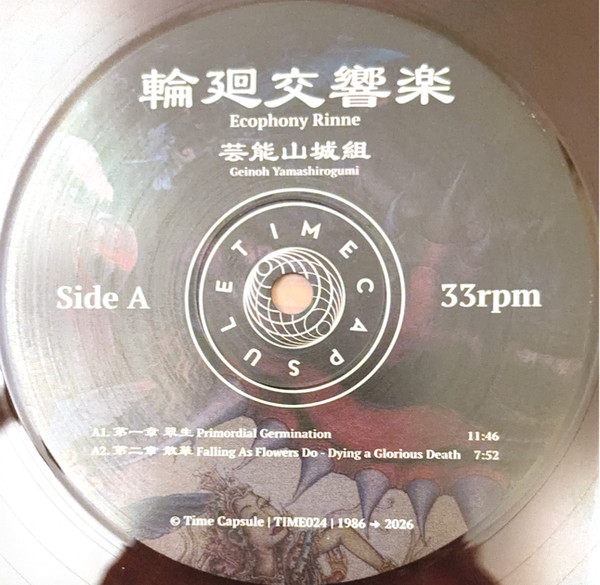 輪廻交響楽
Ecophony Rinne
芸能山城組
Geinoh Yamashirogumi
TIME CAPSULE
Side A
33rpm
A1. 第一章 翠生 Primordial Germination 11:46
A2. 第二章 散華 Falling As Flowers Do - Dying a Glorious Death 7:52
© Time Capsule | TIME024 | 1986 ➔ 2026